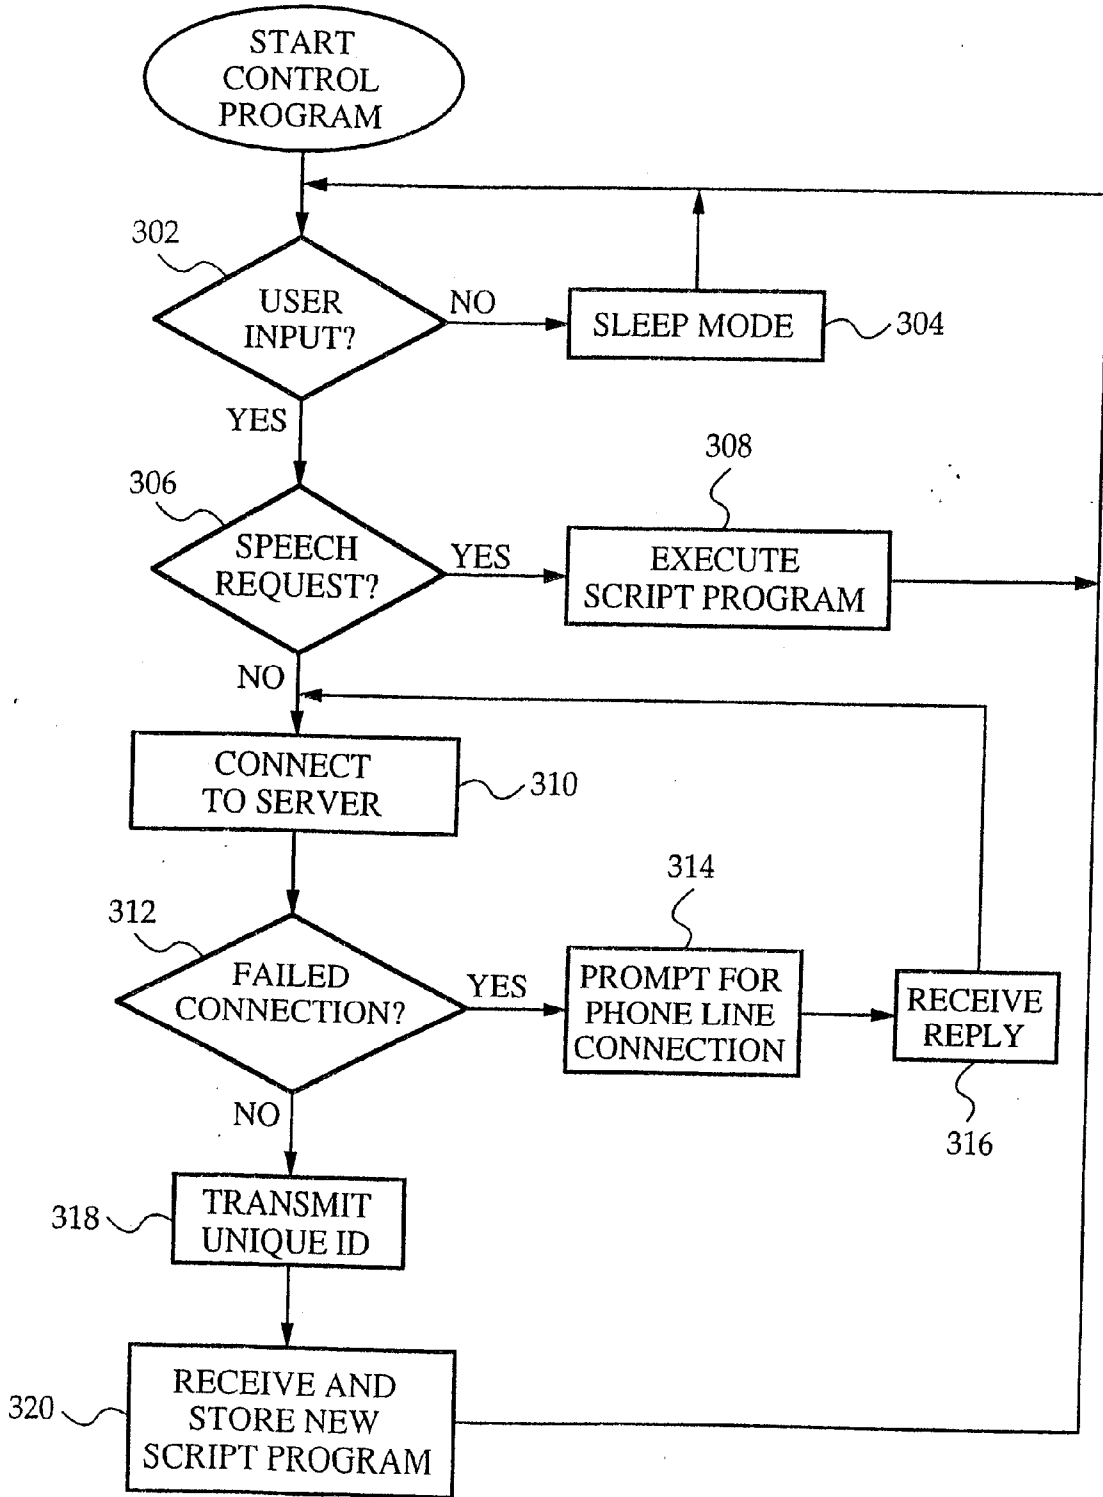 START
CONTROL
PROGRAM
302
USER
INPUT?
NO
SLEEP MODE
304
YES
306
SPEECH
REQUEST?
YES
308
EXECUTE
SCRIPT PROGRAM
NO
CONNECT
TO SERVER
310
312
FAILED
CONNECTION?
YES
314
PROMPT FOR
PHONE LINE
CONNECTION
RECEIVE
REPLY
316
NO
318
TRANSMIT
UNIQUE ID
320
RECEIVE AND
STORE NEW
SCRIPT PROGRAM